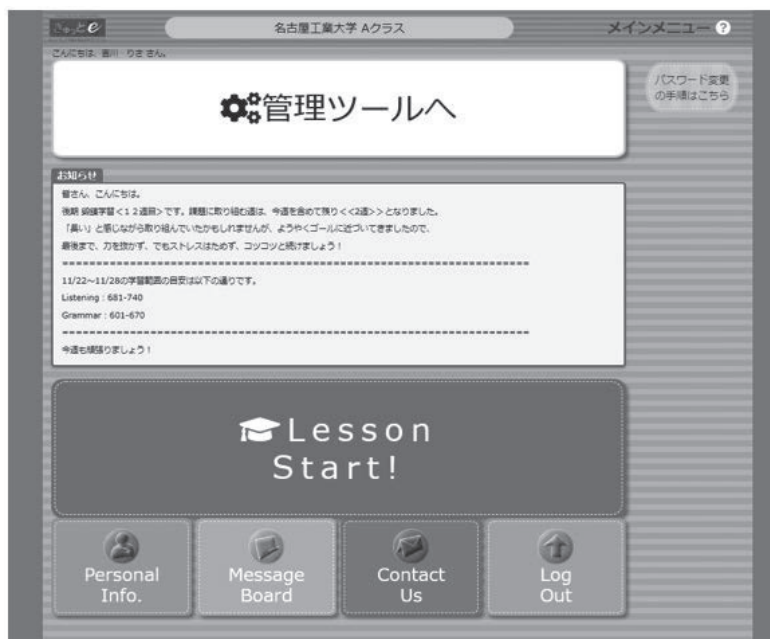 ぎゅっとe
名古屋工業大学 Aクラス
メインメニュー ?
こんにちは、吉川 りさ さん。
管理ツールへ
パスワード変更
の手順はこちら
お知らせ
皆さん、こんにちは。
後期 鍛錬学習<12週目>です。課題に取り組む週は、今週を含めて残り<<2週>>となりました。
「長い」と感じながら取り組んでいたかもしれませんが、ようやくゴールに近づいてきましたので、
最後まで、力を抜かず、でもストレスはためず、コツコツと続けましょう！
11/22～11/28の学習範囲の目安は以下の通りです。
Listening : 681-740
Grammar : 601-670
今週も頑張りましょう！
Lesson
Start!
Personal
Info.
Message
Board
Contact
Us
Log
Out